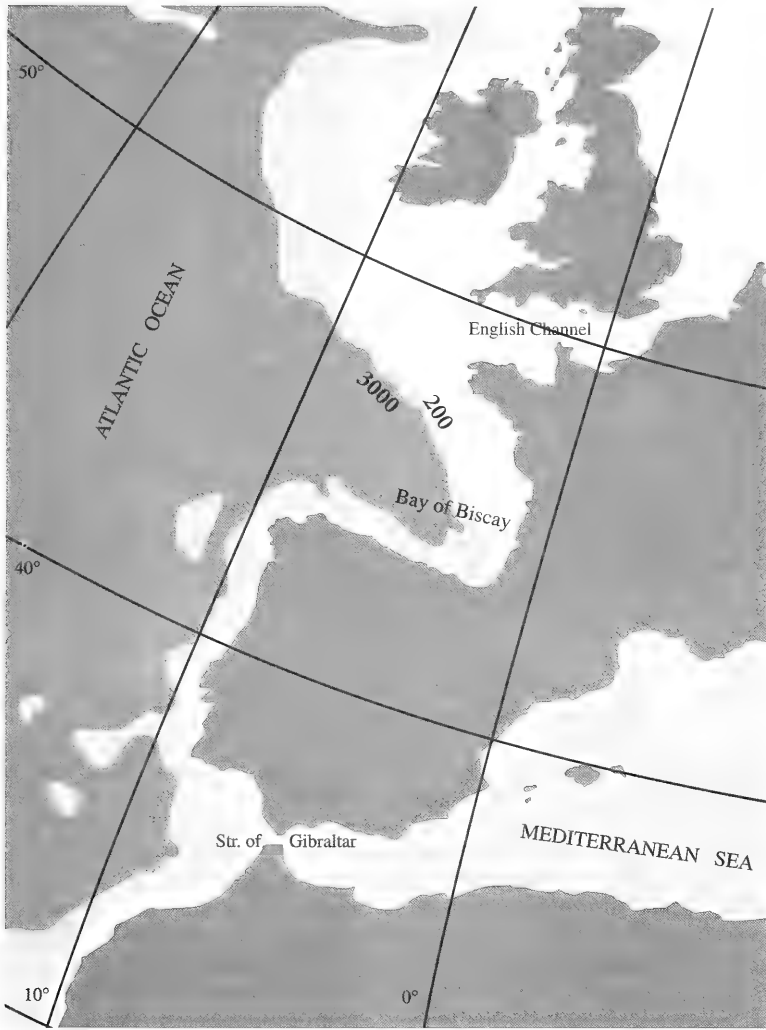 50°
ATLANTIC OCEAN
English Channel
3000
200
Bay of Biscay
40°
Str. of Gibraltar
MEDITERRANEAN SEA
10°
0°